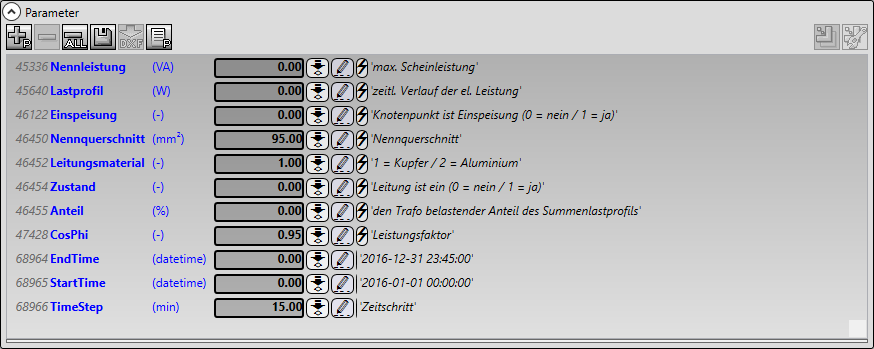 Parameter
P ALL DXF P
45336 Nennleistung (VA) 0.00 'max. Scheinleistung'
45640 Lastprofil (W) 0.00 'zeitl. Verlauf der el. Leistung'
46122 Einspeisung (-) 0.00 'Knotenpunkt ist Einspeisung (0 = nein / 1 = ja)'
46450 Nennquerschnitt (mm²) 95.00 'Nennquerschnitt'
46452 Leitungsmaterial (-) 1.00 '1 = Kupfer / 2 = Aluminium'
46454 Zustand (-) 0.00 'Leitung ist ein (0 = nein / 1 = ja)'
46455 Anteil (%) 0.00 'den Trafo belastender Anteil des Summenlastprofils'
47428 CosPhi (-) 0.95 'Leistungsfaktor'
68964 EndTime (datetime) 0.00 '2016-12-31 23:45:00'
68965 StartTime (datetime) 0.00 '2016-01-01 00:00:00'
68966 TimeStep (min) 15.00 'Zeitschritt'